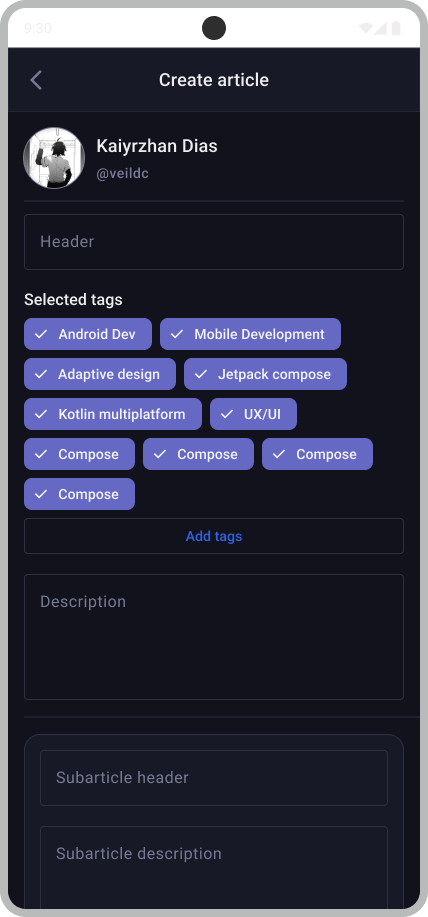 9:30
Create article
Kaiyrzhan Dias
@veildc
Header
Selected tags
Android Dev Mobile Development
Adaptive design Jetpack compose
Kotlin multiplatform UX/UI
Compose Compose Compose
Compose
Add tags
Description
Subarticle header
Subarticle description